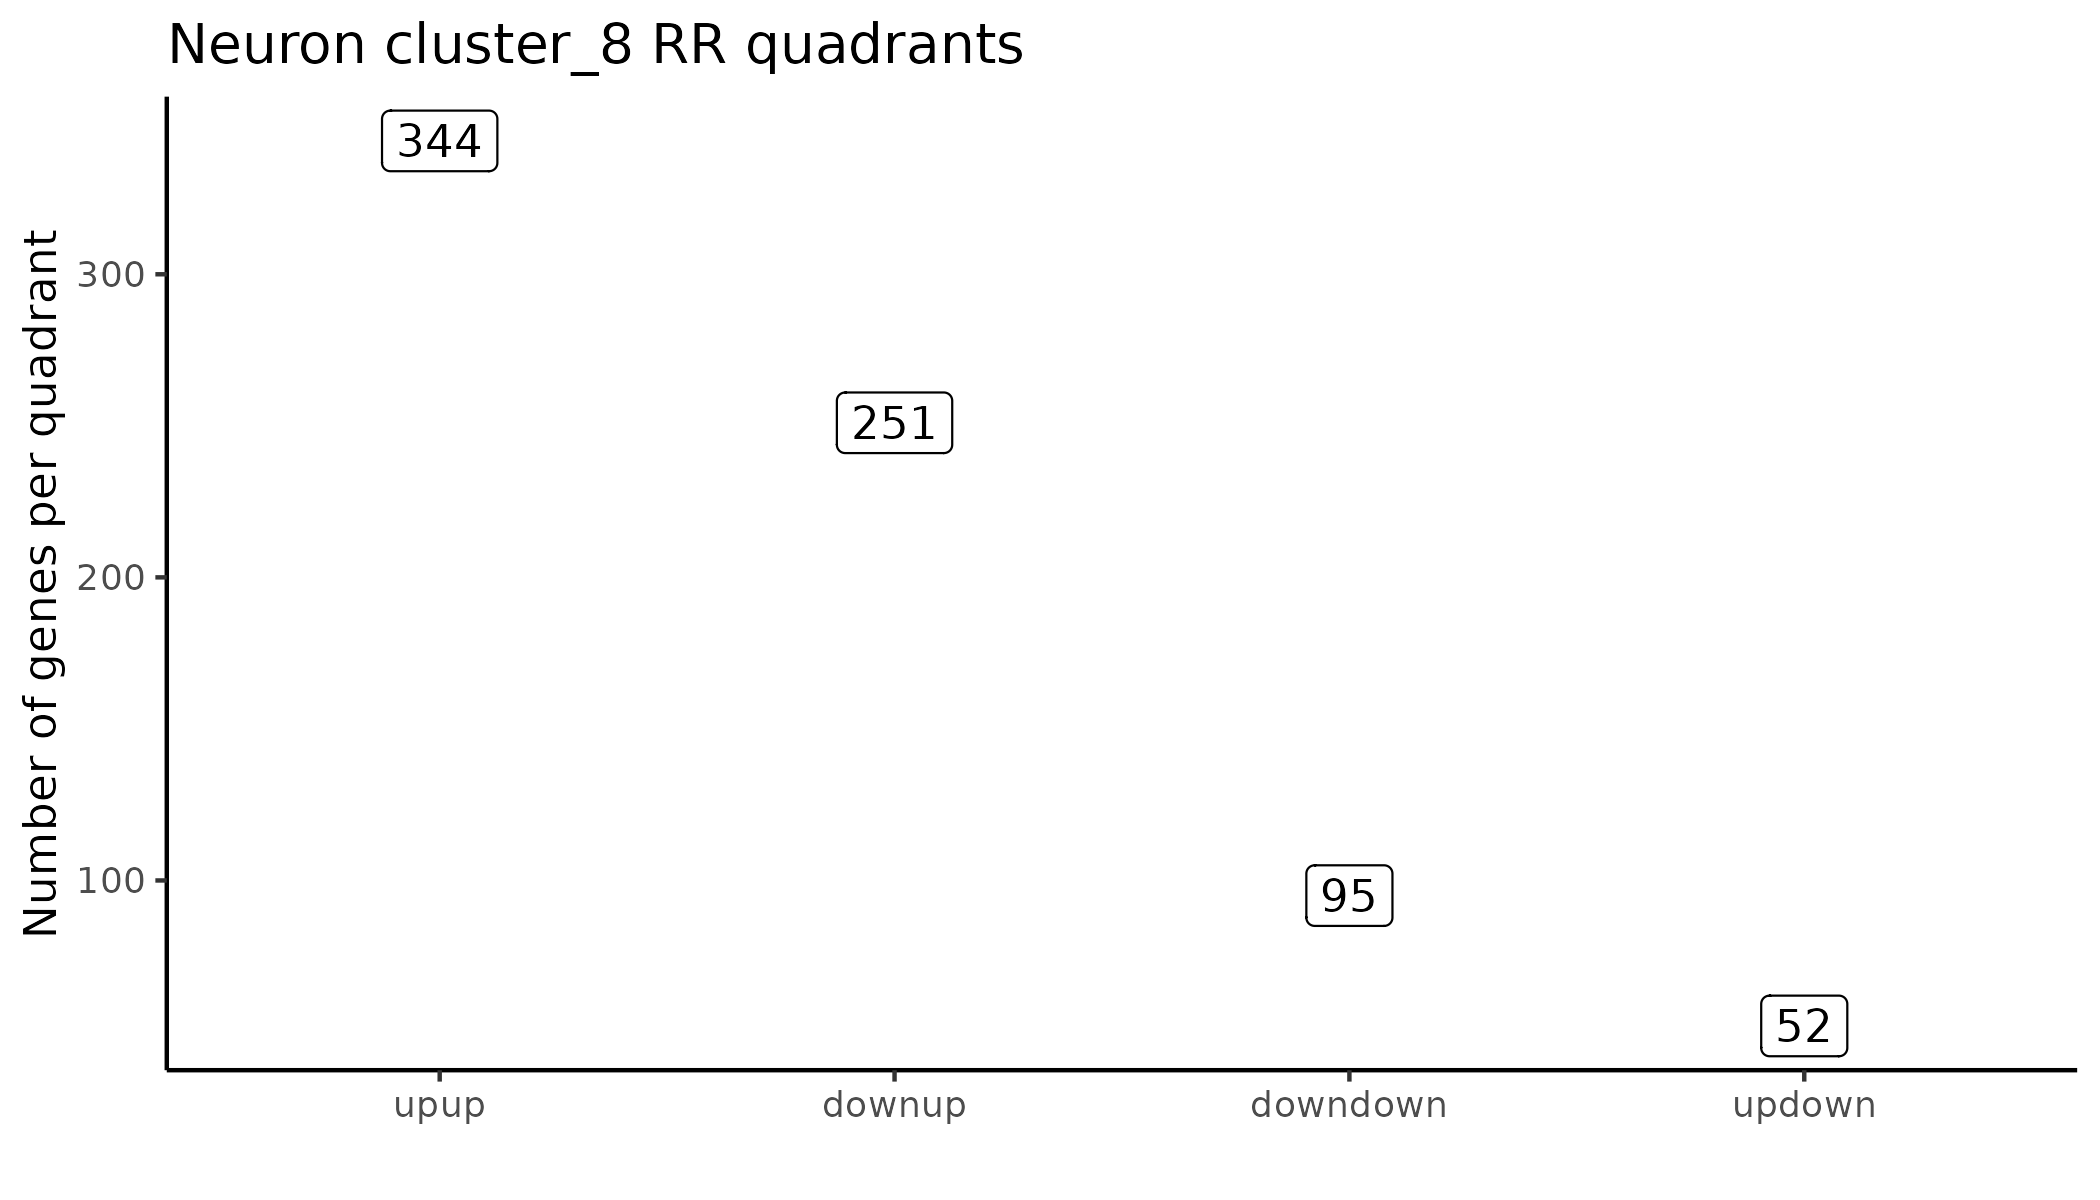 Neuron cluster_8 RR quadrants
Number of genes per quadrant
300
200
100
344
251
95
52
upup
downup
downdown
updown